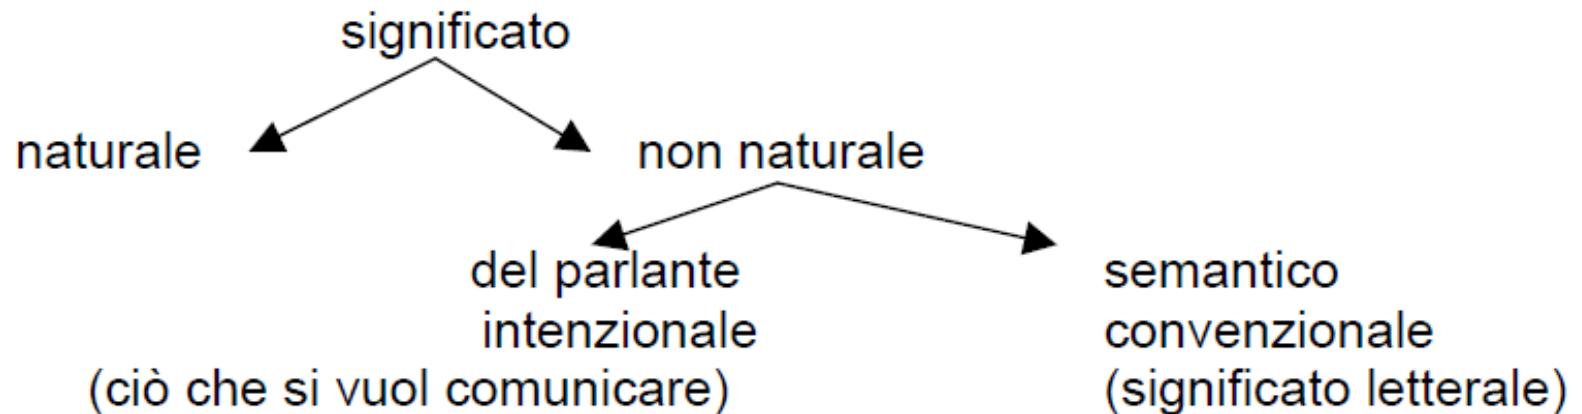 significato
naturale
non naturale
del parlante
semantico
intenzionale
convenzionale
(ciò che si vuol comunicare)
(significato letterale)